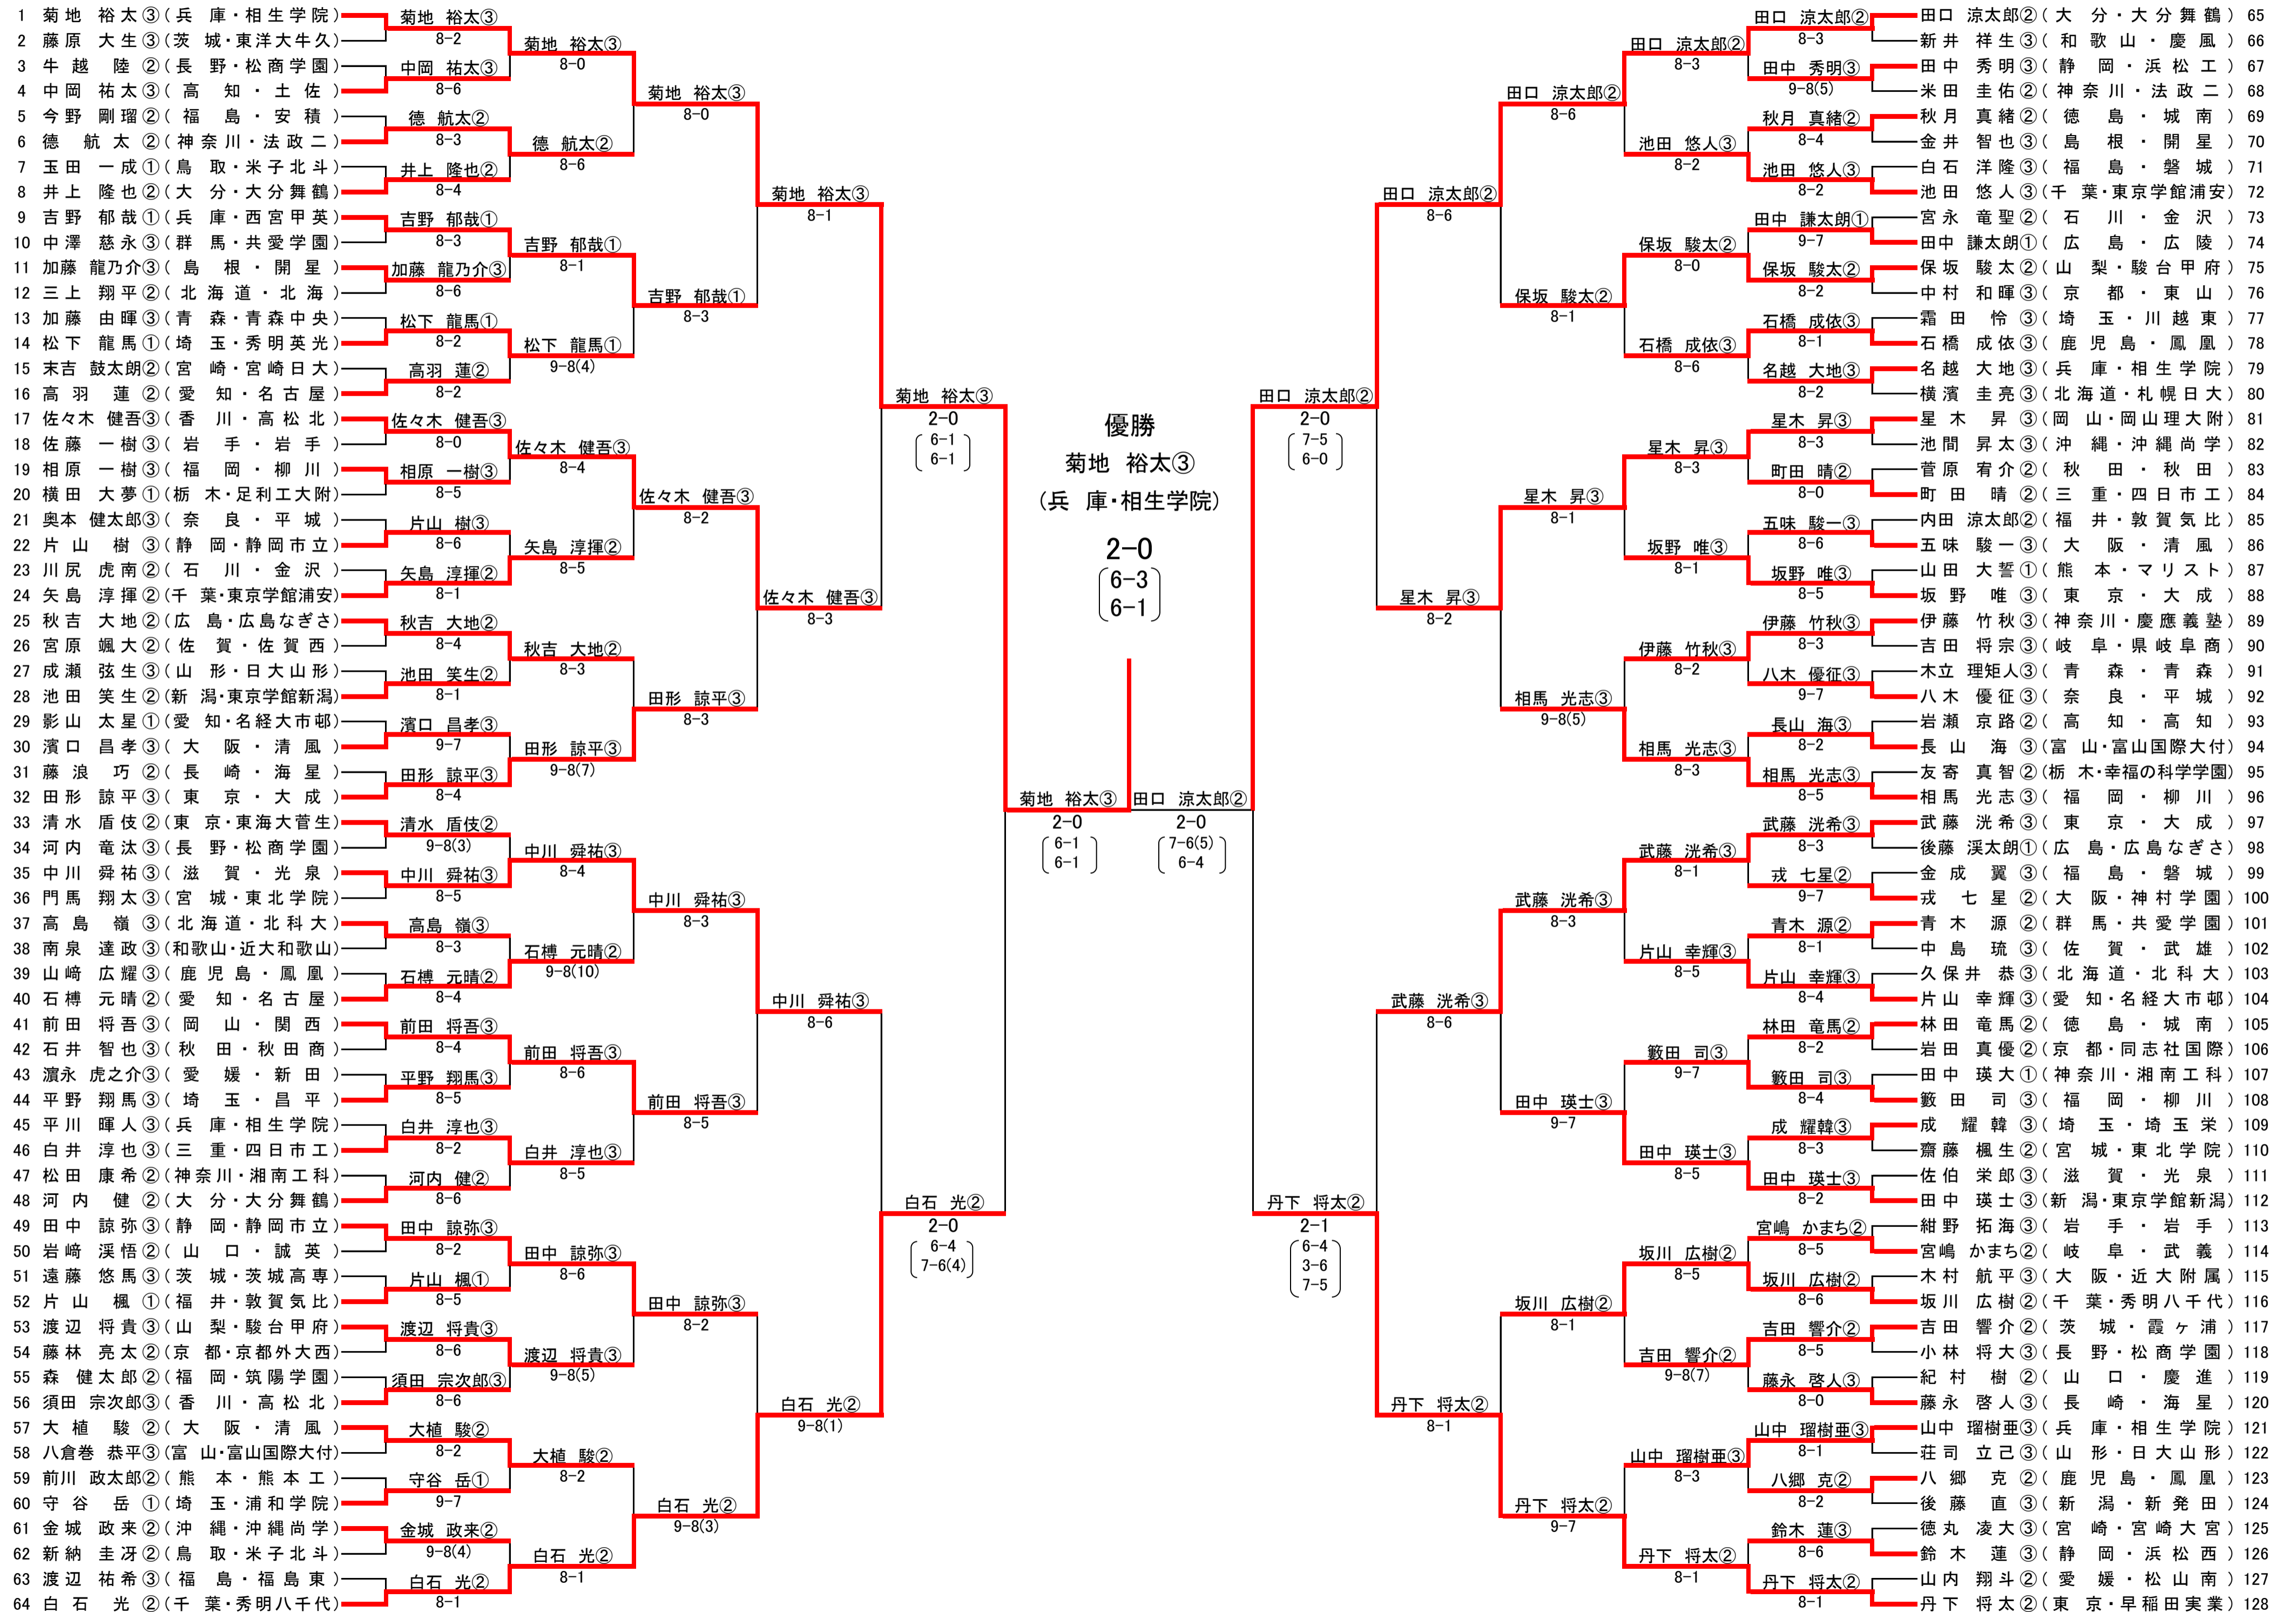 1 菊地 裕太③(兵 庫・相生学院)
2 藤原 大生③(茨 城・東洋大牛久)
3 牛越 陸 ②(長 野・松商学園)
4 中岡 祐太③(高 知・土 佐)
5 今野 剛瑠②(福 島・安 積)
6 德 航太 ②(神奈川・法政二)
7 玉田 一成①(鳥 取・米子北斗)
8 井上 隆也②(大 分・大分舞鶴)
9 吉野 郁哉①(兵 庫・西宮甲英)
10 中澤 慈永③(群 馬・共愛学園)
11 加藤 龍乃介③(島 根・開 星)
12 三上 翔平②(北海道・北海)
13 加藤 由暉③(青 森・青森中央)
14 松下 龍馬①(埼 玉・秀明英光)
15 末吉 鼓太朗②(宮 崎・宮崎日大)
16 高羽 蓮 ②(愛 知・名古屋)
17 佐々木 健吾③(香 川・高松北)
18 佐藤 一樹③(岩 手・岩 手)
19 相原 一樹③(福 岡・柳 川)
20 横田 大夢①(栃 木・足利工大附)
21 奥本 健太郎③(奈 良・平 城)
22 片山 樹 ③(静 岡・静岡市立)
23 川尻 虎南②(石 川・金 沢)
24 矢島 淳揮②(千 葉・東京学館浦安)
25 秋吉 大地②(広 島・広島なぎさ)
26 宮原 颯大②(佐 賀・佐賀西)
27 成瀬 弦生③(山 形・日大山形)
28 池田 笑生②(新 潟・東京学館新潟)
29 影山 太星①(愛 知・名経大市邨)
30 濱口 昌孝③(大 阪・清 風)
31 藤浪 巧 ②(長 崎・海 星)
32 田形 諒平③(東 京・大 成)
33 清水 盾伎②(東 京・東海大菅生)
34 河内 竜汰③(長 野・松商学園)
35 中川 舜祐③(滋 賀・光 泉)
36 門馬 翔太③(宮 城・東北学院)
37 高島 嶺 ③(北海道・北科大)
38 南泉 達政③(和歌山・近大和歌山)
39 山﨑 広耀③(鹿児島・鳳凰)
40 石榑 元晴②(愛 知・名古屋)
41 前田 将吾③(岡 山・関 西)
42 石井 智也③(秋 田・秋田商)
43 濵永 虎之介③(愛 媛・新 田)
44 平野 翔馬③(埼 玉・昌 平)
45 平川 暉人③(兵 庫・相生学院)
46 白井 淳也③(三 重・四日市工)
47 松田 康希②(神奈川・湘南工科)
48 河内 健 ②(大 分・大分舞鶴)
49 田中 諒弥③(静 岡・静岡市立)
50 岩﨑 渓悟②(山 口・誠 英)
51 遠藤 悠馬③(茨 城・茨城高専)
52 片山 楓 ①(福 井・敦賀気比)
53 渡辺 将貴③(山 梨・駿台甲府)
54 藤林 亮太②(京 都・京都外大西)
55 森 健太郎②(福 岡・筑陽学園)
56 須田 宗次郎③(香 川・高松北)
57 大植 駿 ②(大 阪・清 風)
58 八倉巻 恭平③(富 山・富山国際大付)
59 前川 政太郎②(熊 本・熊本工)
60 守谷 岳 ①(埼 玉・浦和学院)
61 金城 政来②(沖 縄・沖縄尚学)
62 新納 圭冴②(鳥 取・米子北斗)
63 渡辺 祐希③(福 島・福島東)
64 白石 光 ②(千 葉・秀明八千代)
菊地 裕太③
8-2
中岡 祐太③
8-6
德 航太②
8-3
井上 隆也②
8-4
吉野 郁哉①
8-3
加藤 龍乃介③
8-6
松下 龍馬①
8-2
高羽 蓮②
8-2
佐々木 健吾③
8-0
相原 一樹③
8-5
片山 樹③
8-6
矢島 淳揮②
8-1
秋吉 大地②
8-4
池田 笑生②
8-1
濱口 昌孝③
9-7
田形 諒平③
8-4
清水 盾伎②
9-8(3)
中川 舜祐③
8-5
高島 嶺③
8-3
石榑 元晴②
8-4
前田 将吾③
8-4
平野 翔馬③
8-5
白井 淳也③
8-2
河内 健②
8-6
田中 諒弥③
8-2
片山 楓①
8-5
渡辺 将貴③
8-6
須田 宗次郎③
8-6
大植 駿②
8-2
守谷 岳①
9-7
金城 政来②
9-8(4)
白石 光②
8-1
菊地 裕太③
8-0
德 航太②
8-6
吉野 郁哉①
8-1
松下 龍馬①
9-8(4)
佐々木 健吾③
8-4
矢島 淳揮②
8-5
秋吉 大地②
8-3
田形 諒平③
9-8(7)
中川 舜祐③
8-4
石榑 元晴②
9-8(10)
前田 将吾③
8-6
白井 淳也③
8-5
田中 諒弥③
8-6
渡辺 将貴③
9-8(5)
大植 駿②
8-2
白石 光②
8-1
菊地 裕太③
8-0
吉野 郁哉①
8-3
佐々木 健吾③
8-2
田形 諒平③
8-3
中川 舜祐③
8-3
前田 将吾③
8-5
田中 諒弥③
8-2
白石 光②
9-8(3)
菊地 裕太③
8-1
佐々木 健吾③
8-3
中川 舜祐③
8-6
白石 光②
9-8(1)
菊地 裕太③
2-0
6-1
6-1
白石 光②
2-0
6-4
7-6(4)
菊地 裕太③
2-0
6-1
6-1
優勝
菊地 裕太③
(兵 庫・相生学院)
2-0
6-3
6-1
田口 涼太郎②
2-0
7-6(5)
6-4
田口 涼太郎②
2-0
7-5
6-0
丹下 将太②
2-1
6-4
3-6
7-5
田口 涼太郎②
8-6
星木 昇③
8-2
武藤 洸希③
8-6
丹下 将太②
8-1
田口 涼太郎②
8-6
保坂 駿太②
8-1
星木 昇③
8-1
相馬 光志③
9-8(5)
武藤 洸希③
8-3
田中 瑛士③
9-7
坂川 広樹②
8-1
丹下 将太②
9-7
田口 涼太郎②
8-3
池田 悠人③
8-2
保坂 駿太②
8-0
石橋 成依③
8-6
星木 昇③
8-3
坂野 唯③
8-1
伊藤 竹秋③
8-2
相馬 光志③
8-3
武藤 洸希③
8-1
片山 幸輝③
8-5
籔田 司③
9-7
田中 瑛士③
8-5
坂川 広樹②
8-5
吉田 響介②
9-8(7)
山中 瑠樹亜③
8-3
丹下 将太②
8-1
田口 涼太郎②
8-3
田中 秀明③
9-8(5)
秋月 真緒②
8-4
池田 悠人③
8-2
田中 謙太朗①
9-7
保坂 駿太②
8-2
石橋 成依③
8-1
名越 大地③
8-2
星木 昇③
8-3
町田 晴②
8-0
五味 駿一③
8-6
坂野 唯③
8-5
伊藤 竹秋③
8-3
八木 優征③
9-7
長山 海③
8-2
相馬 光志③
8-5
武藤 洸希③
8-3
戎 七星②
9-7
青木 源②
8-1
片山 幸輝③
8-4
林田 竜馬②
8-2
籔田 司③
8-4
成 耀韓③
8-3
田中 瑛士③
8-2
宮嶋 かまち②
8-5
坂川 広樹②
8-6
吉田 響介②
8-5
藤永 啓人③
8-0
山中 瑠樹亜③
8-1
八郷 克②
8-2
鈴木 蓮③
8-6
丹下 将太②
8-1
田口 涼太郎②(大 分・大分舞鶴) 65
新井 祥生③(和歌山・慶風) 66
田中 秀明③(静 岡・浜松工) 67
米田 圭佑②(神奈川・法政二) 68
秋月 真緒②(徳 島・城 南) 69
金井 智也③(島 根・開 星) 70
白石 洋隆③(福 島・磐 城) 71
池田 悠人③(千 葉・東京学館浦安) 72
宮永 竜聖②(石 川・金 沢) 73
田中 謙太朗①(広 島・広 陵) 74
保坂 駿太②(山 梨・駿台甲府) 75
中村 和暉③(京 都・東 山) 76
霜田 怜 ③(埼 玉・川越東) 77
石橋 成依③(鹿児島・鳳凰) 78
名越 大地③(兵 庫・相生学院) 79
横濱 圭亮③(北海道・札幌日大) 80
星木 昇 ③(岡 山・岡山理大附) 81
池間 昇太③(沖 縄・沖縄尚学) 82
菅原 宥介②(秋 田・秋 田) 83
町田 晴 ②(三 重・四日市工) 84
内田 涼太郎②(福 井・敦賀気比) 85
五味 駿一③(大 阪・清 風) 86
山田 大誓①(熊 本・マリスト) 87
坂野 唯 ③(東 京・大 成) 88
伊藤 竹秋③(神奈川・慶應義塾) 89
吉田 将宗③(岐 阜・県岐阜商) 90
木立 理矩人③(青 森・青 森) 91
八木 優征③(奈 良・平 城) 92
岩瀬 京路②(高 知・高 知) 93
長山 海 ③(富 山・富山国際大付) 94
友寄 真智②(栃 木・幸福の科学学園) 95
相馬 光志③(福 岡・柳 川) 96
武藤 洸希③(東 京・大 成) 97
後藤 渓太朗①(広 島・広島なぎさ) 98
金成 翼 ③(福 島・磐 城) 99
戎 七星 ②(大 阪・神村学園) 100
青木 源 ②(群 馬・共愛学園) 101
中島 琉 ③(佐 賀・武 雄) 102
久保井 恭③(北海道・北科大) 103
片山 幸輝③(愛 知・名経大市邨) 104
林田 竜馬②(徳 島・城 南) 105
岩田 真優②(京 都・同志社国際) 106
田中 瑛大①(神奈川・湘南工科) 107
籔田 司 ③(福 岡・柳 川) 108
成 耀韓 ③(埼 玉・埼玉栄) 109
齋藤 楓生②(宮 城・東北学院) 110
佐伯 栄郎③(滋 賀・光 泉) 111
田中 瑛士③(新 潟・東京学館新潟) 112
紺野 拓海③(岩 手・岩 手) 113
宮嶋 かまち②(岐 阜・武 義) 114
木村 航平③(大 阪・近大附属) 115
坂川 広樹②(千 葉・秀明八千代) 116
吉田 響介②(茨 城・霞ヶ浦) 117
小林 将大③(長 野・松商学園) 118
紀村 樹 ②(山 口・慶 進) 119
藤永 啓人③(長 崎・海 星) 120
山中 瑠樹亜③(兵 庫・相生学院) 121
荘司 立己③(山 形・日大山形) 122
八郷 克 ②(鹿児島・鳳凰) 123
後藤 直 ③(新 潟・新発田) 124
徳丸 凌大③(宮 崎・宮崎大宮) 125
鈴木 蓮 ③(静 岡・浜松西) 126
山内 翔斗②(愛 媛・松山南) 127
丹下 将太②(東 京・早稲田実業) 128